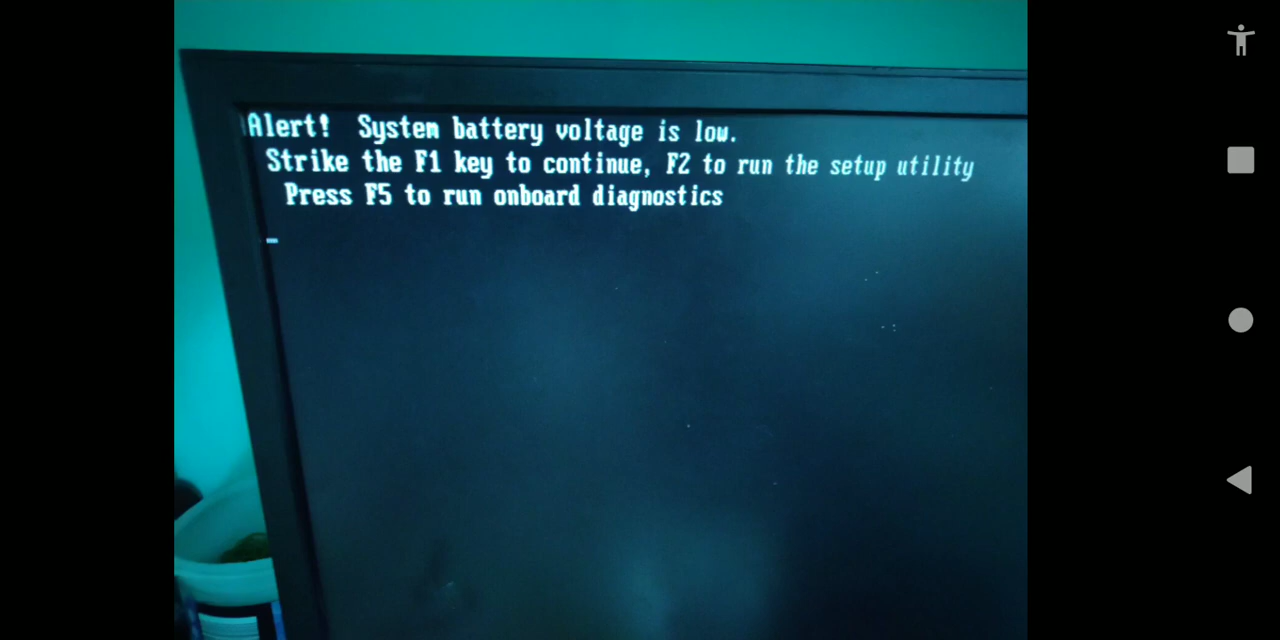 Alert! System battery voltage is low.
Strike the F1 key to continue, F2 to run the setup utility
Press F5 to run onboard diagnostics